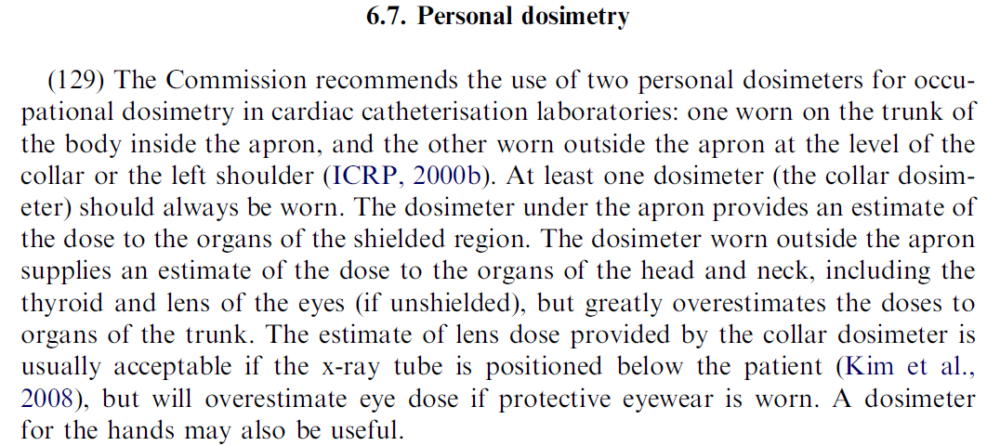 6.7. Personal dosimetry
(129) The Commission recommends the use of two personal dosimeters for occu-
pational dosimetry in cardiac catheterisation laboratories: one worn on the trunk of
the body inside the apron, and the other worn outside the apron at the level of the
collar or the left shoulder (ICRP, 2000b). At least one dosimeter (the collar dosim-
eter) should always be worn. The dosimeter under the apron provides an estimate of
the dose to the organs of the shielded region. The dosimeter worn outside the apron
supplies an estimate of the dose to the organs of the head and neck, including the
thyroid and lens of the eyes (if unshielded), but greatly overestimates the doses to
organs of the trunk. The estimate of lens dose provided by the collar dosimeter is
usually acceptable if the x-ray tube is positioned below the patient (Kim et al.,
2008), but will overestimate eye dose if protective eyewear is worn. A dosimeter
for the hands may also be useful.